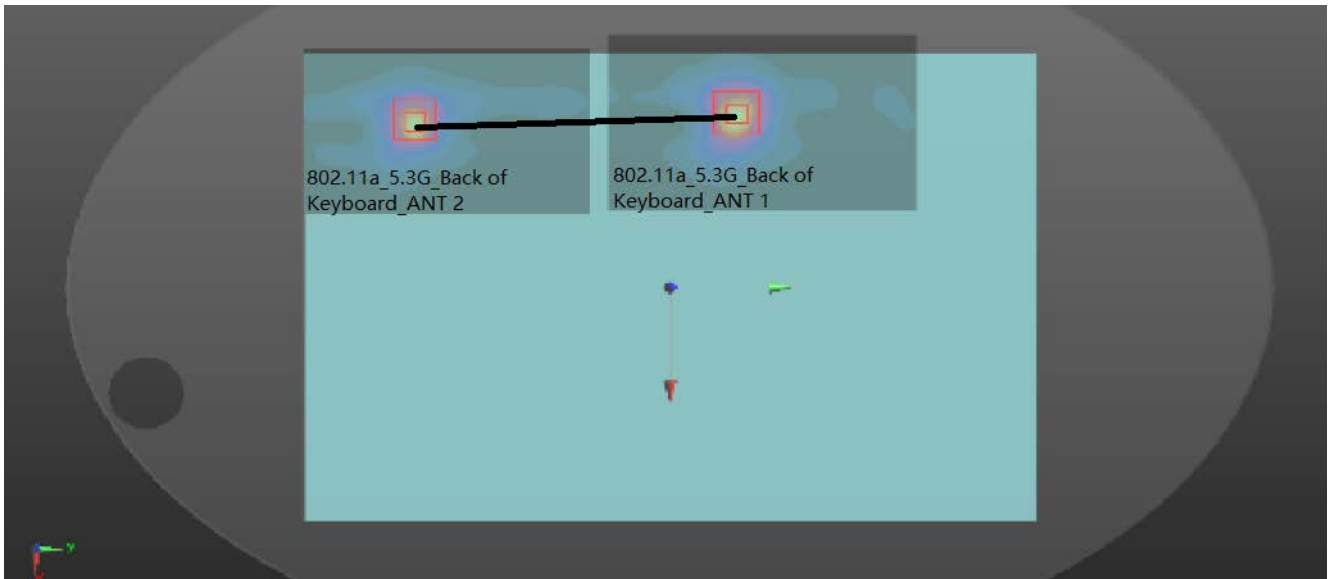 802.11a_5.3G_Back of
Keyboard_ANT 2
802.11a_5.3G_Back of
Keyboard_ANT 1
y